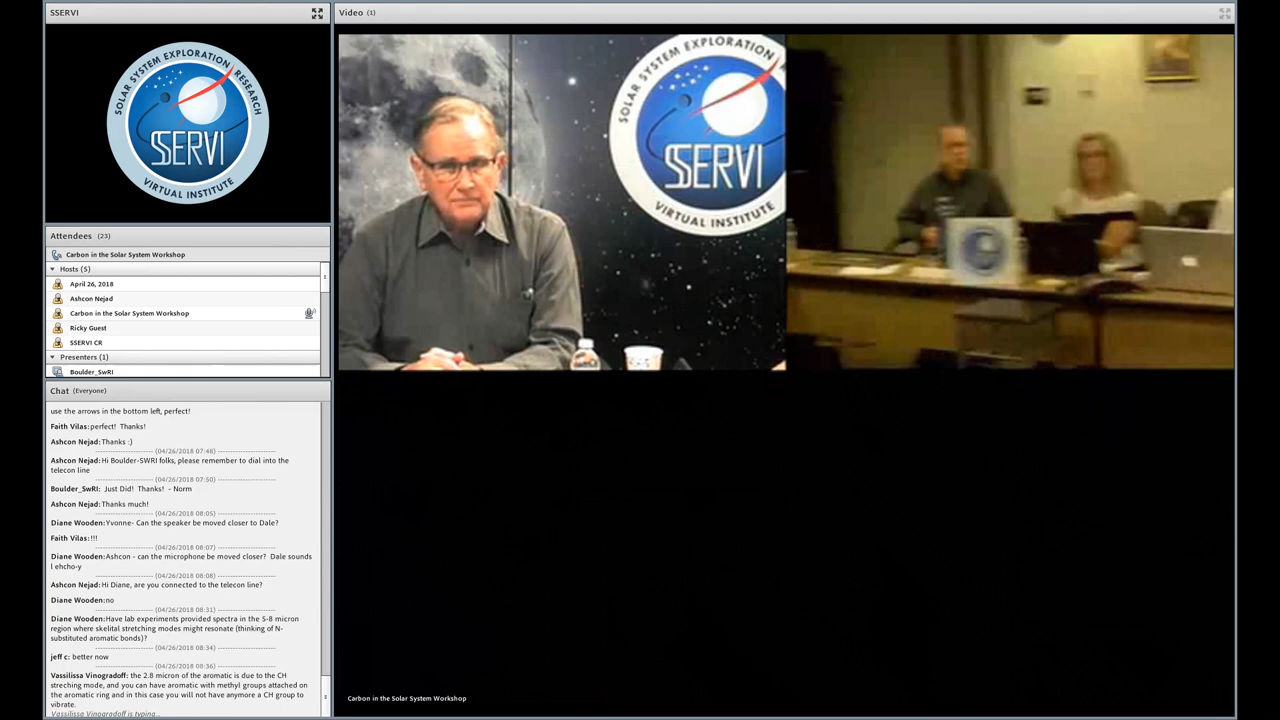 SSERVI
SOLAR SYSTEM EXPLORATION RESEARCH
SSERVI
VIRTUAL INSTITUTE
Attendees (23)
Carbon in the Solar System Workshop
Hosts (5)
April 26, 2018
Ashcon Nejad
Carbon in the Solar System Workshop
Ricky Guest
SSERVI CR
Presenters (1)
Boulder_SwRI
Chat (Everyone)
use the arrows in the bottom left, perfect!
Faith Vilas: perfect! Thanks!
Ashcon Nejad: Thanks :)
(04/26/2018 07:48)
Ashcon Nejad: Hi Boulder-SWRI folks, please remember to dial into the
telecon line
(04/26/2018 07:50)
Boulder_SwRI: Just Did! Thanks! - Norm
Ashcon Nejad: Thanks much!
(04/26/2018 08:05)
Diane Wooden: Yvonne- Can the speaker be moved closer to Dale?
Faith Vilas: !!!
(04/26/2018 08:07)
Diane Wooden: Ashcon - can the microphone be moved closer? Dale sounds
l ehcho-y
(04/26/2018 08:08)
Ashcon Nejad: Hi Diane, are you connected to the telecon line?
Diane Wooden: no
(04/26/2018 08:31)
Diane Wooden: Have lab experiments provided spectra in the 5-8 micron
region where skelital stretching modes might resonate (thinking of N-
substituted aromatic bonds)?
(04/26/2018 08:34)
jeff c: better now
(04/26/2018 08:36)
Vassilissa Vinogradoff: the 2.8 micron of the aromatic is due to the CH
streching mode, and you can have aromatic with methyl groups attached on
the aromatic ring and in this case you will not have anymore a CH group to
vibrate.
Vassilissa Vinogradoff is typing...
Video (1)
SOLAR SYSTEM EXPLORATION
SSERVI
VIRTUAL INSTITUTE
Carbon in the Solar System Workshop